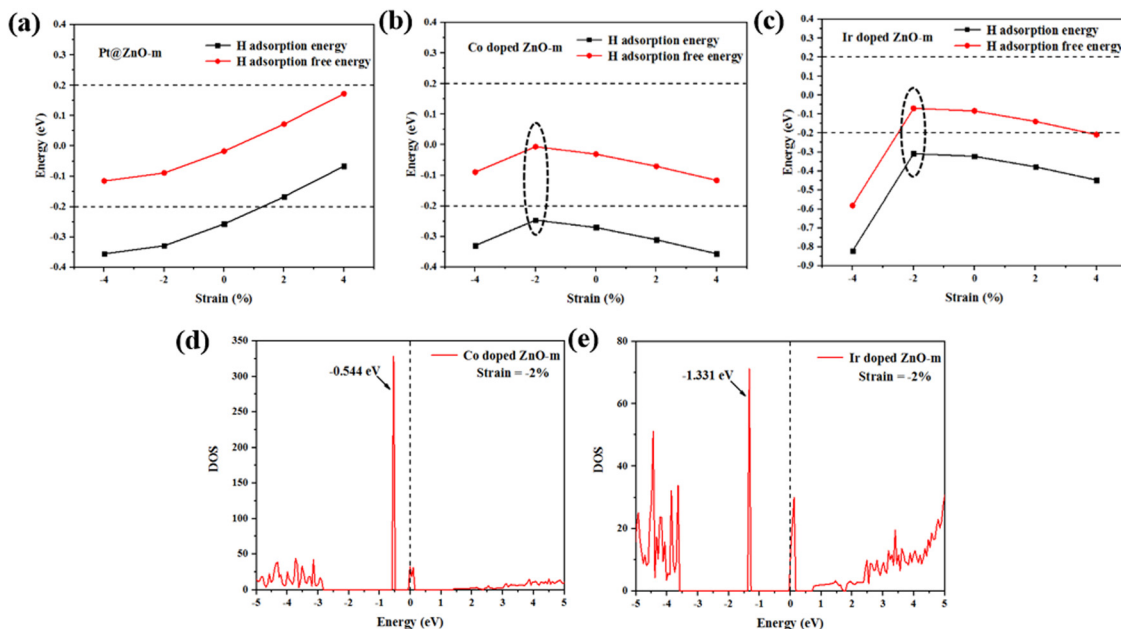 (a)
Pt@ZnO-m
H adsorption energy
H adsorption free energy
Energy (eV)
0.4
0.3
0.2
0.1
0.0
-0.1
-0.2
-0.3
-0.4
-4 -2 0 2 4
Strain (%)
(b)
Co doped ZnO-m
H adsorption energy
H adsorption free energy
Energy (eV)
0.4
0.3
0.2
0.1
0.0
-0.1
-0.2
-0.3
-0.4
-4 -2 0 2 4
Strain (%)
(c)
Ir doped ZnO-m
H adsorption energy
H adsorption free energy
Energy (eV)
0.4
0.3
0.2
0.1
0.0
-0.1
-0.2
-0.3
-0.4
-0.5
-0.6
-0.7
-0.8
-0.9
-4 -2 0 2 4
Strain (%)
(d)
Co doped ZnO-m
Strain = -2%
-0.544 eV
DOS
350
300
250
200
150
100
50
0
-5 -4 -3 -2 -1 0 1 2 3 4 5
Energy (eV)
(e)
Ir doped ZnO-m
Strain = -2%
-1.331 eV
DOS
80
60
40
20
0
-5 -4 -3 -2 -1 0 1 2 3 4 5
Energy (eV)